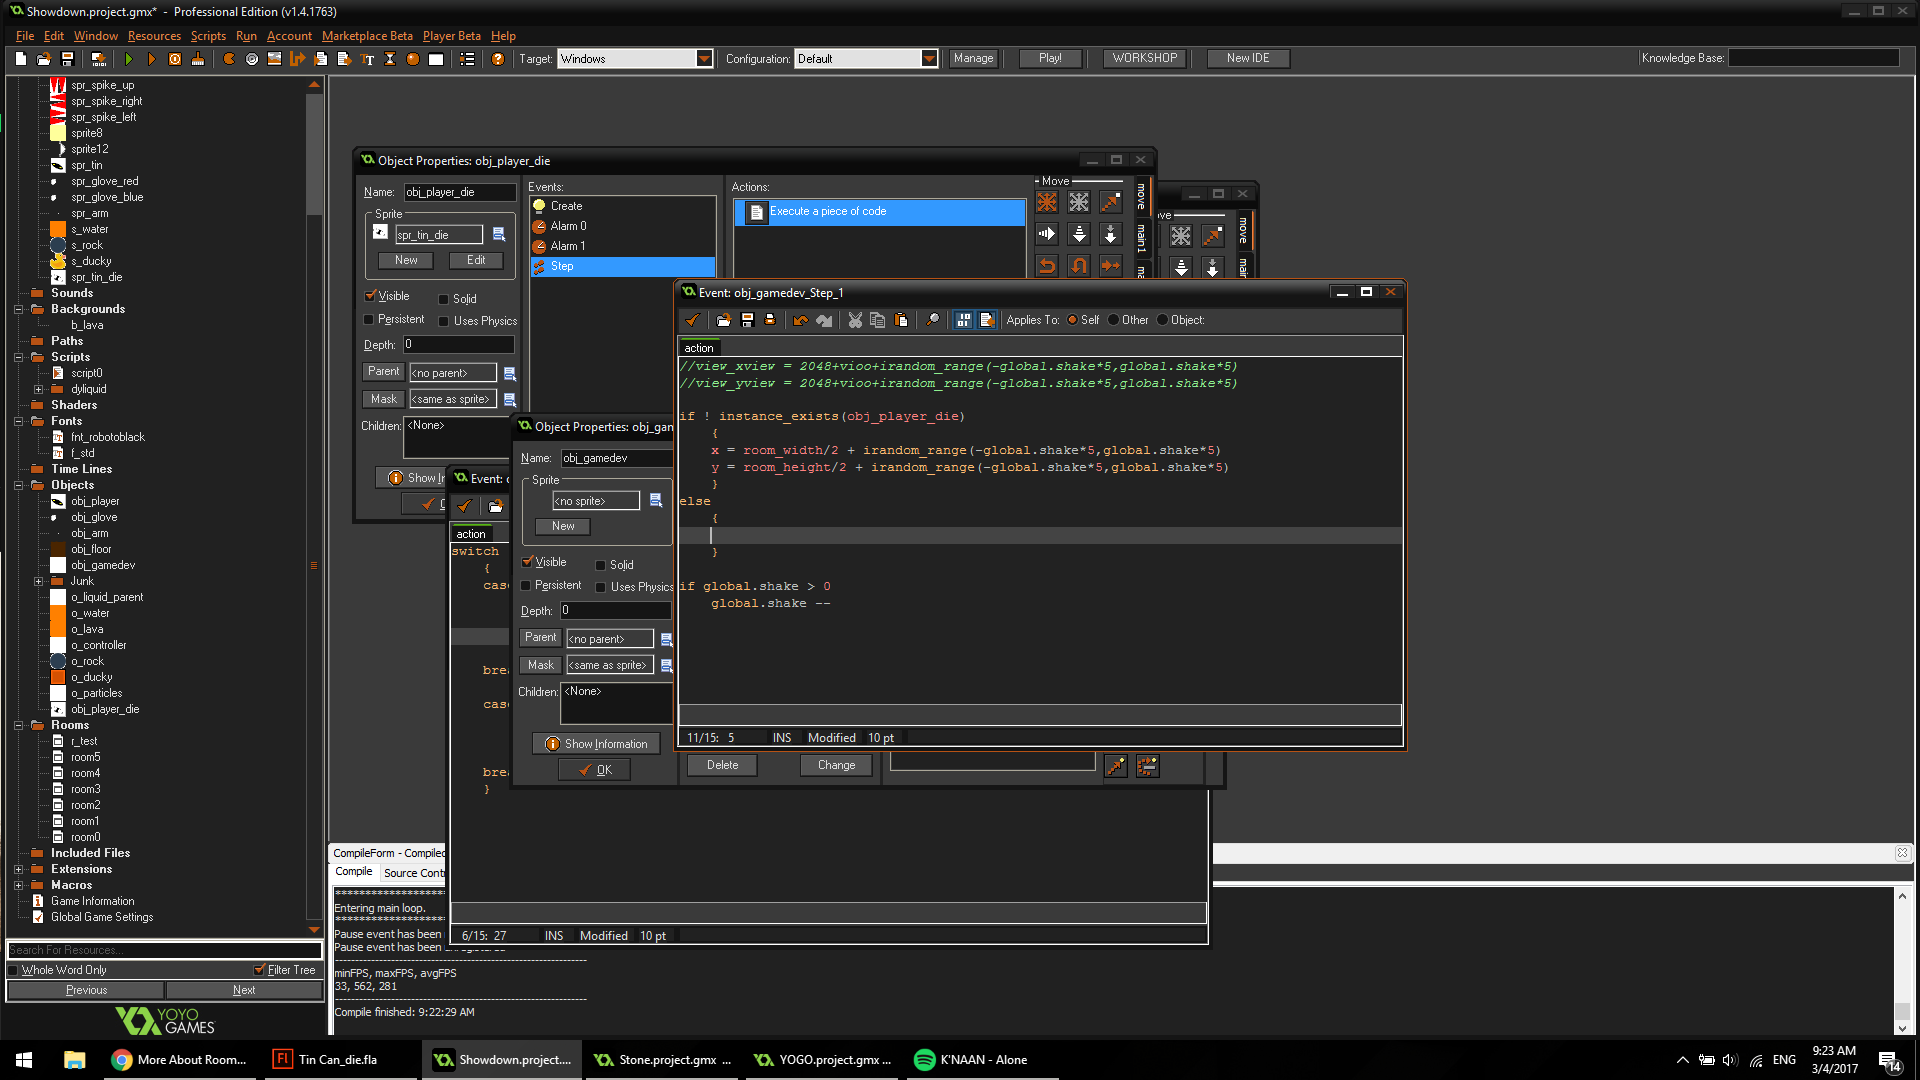 Showdown.project.gmx* - Professional Edition (v1.4.1763)
File Edit Window Resources Scripts Run Account Marketplace Beta Player Beta Help
Target: Windows Configuration: Default Manage Play! WORKSHOP New IDE Knowledge Base:
spr_spike_up
spr_spike_right
spr_spike_left
sprite8
sprite12
spr_tin
spr_glove_red
spr_glove_blue
spr_arm
s_water
s_rock
s_ducky
spr_tin_die
Sounds
Backgrounds
b_lava
Paths
Scripts
script0
dyliquid
Shaders
Fonts
fnt_robotoblack
f_std
Time Lines
Objects
obj_player
obj_glove
obj_arm
obj_floor
obj_gamedev
Junk
o_liquid_parent
o_water
o_lava
o_controller
o_rock
o_ducky
o_particles
obj_player_die
Rooms
r_test
room5
room4
room3
room2
room1
room0
Included Files
Extensions
Macros
Game Information
Global Game Settings
Search For Resources...
Whole Word Only Filter Tree
Previous Next
YOYO
GAMES
Object Properties: obj_player_die
Name: obj_player_die
Sprite
spr_tin_die
New Edit
Visible Solid
Persistent Uses Physics
Depth: 0
Parent <no parent>
Mask <same as sprite>
Children: <None>
Show In
Events:
Create
Alarm 0
Alarm 1
Step
Actions:
Execute a piece of code
Move
move
main1
ma
ve
move
main
Event: o
action
switch
{
case
brea
case
brea
}
6/15: 27 INS Modified 10 pt
Object Properties: obj_gam
Name: obj_gamedev
Sprite
<no sprite>
New
Visible Solid
Persistent Uses Physics
Depth: 0
Parent <no parent>
Mask <same as sprite>
Children: <None>
Show Information
OK
Delete Change
Event: obj_gamedev_Step_1
Applies To: Self Other Object:
action
//view_xview = 2048+vioo+irandom_range(-global.shake*5,global.shake*5)
//view_yview = 2048+vioo+irandom_range(-global.shake*5,global.shake*5)
if ! instance_exists(obj_player_die)
{
x = room_width/2 + irandom_range(-global.shake*5,global.shake*5)
y = room_height/2 + irandom_range(-global.shake*5,global.shake*5)
}
else
{
}
if global.shake > 0
global.shake --
11/15: 5 INS Modified 10 pt
CompileForm - Compiled
Compile Source Contr
Entering main loop.
Pause event has been
Pause event has been unregistered
minFPS, maxFPS, avgFPS
33, 562, 281
Compile finished: 9:22:29 AM
More About Room...
Fl Tin Can_die.fla
Showdown.project....
Stone.project.gmx ...
YOGO.project.gmx ...
K'NAAN - Alone
ENG
9:23 AM
3/4/2017
14